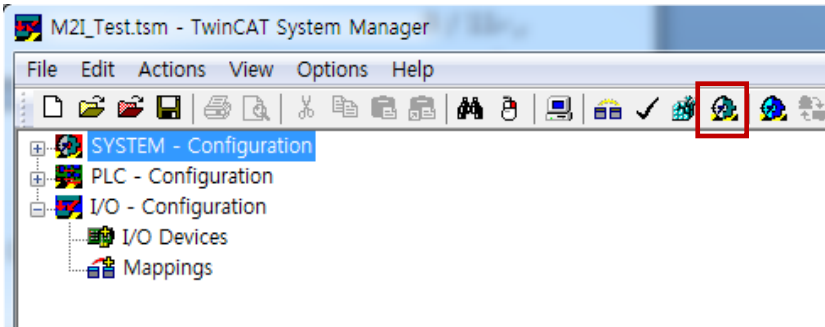 M2I_Test.tsm - TwinCAT System Manager
File Edit Actions View Options Help
SYSTEM - Configuration
PLC - Configuration
I/O - Configuration
I/O Devices
Mappings